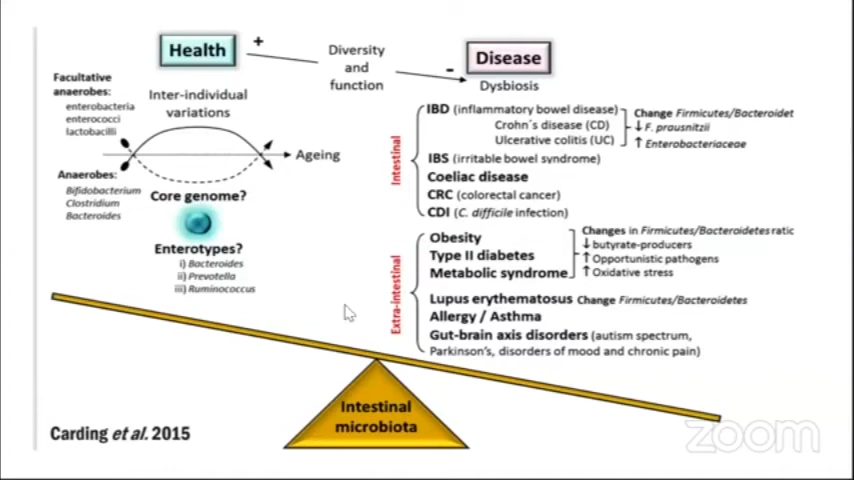 Health
+
Diversity
and
function
-
Disease
Dysbiosis
Facultative
anaerobes:
enterobacteria
enterococci
lactobacilli
Inter-individual
variations
Ageing
Anaerobes:
Bifidobacterium
Clostridium
Bacteroides
Core genome?
Enterotypes?
i) Bacteroides
ii) Prevotella
iii) Ruminococcus
Intestinal
IBD (inflammatory bowel disease)
Crohn´s disease (CD)
Ulcerative colitis (UC)
Change Firmicutes/Bacteroidet
↓ F. prausnitzii
↑ Enterobacteriaceae
IBS (irritable bowel syndrome)
Coeliac disease
CRC (colorectal cancer)
CDI (C. difficile infection)
Extra-intestinal
Obesity
Type II diabetes
Metabolic syndrome
Changes in Firmicutes/Bacteroidetes ratic
↓ butyrate-producers
↑ Opportunistic pathogens
↑ Oxidative stress
Lupus erythematosus Change Firmicutes/Bacteroidetes
Allergy / Asthma
Gut-brain axis disorders (autism spectrum,
Parkinson's, disorders of mood and chronic pain)
Intestinal
microbiota
Carding et al. 2015
zoom